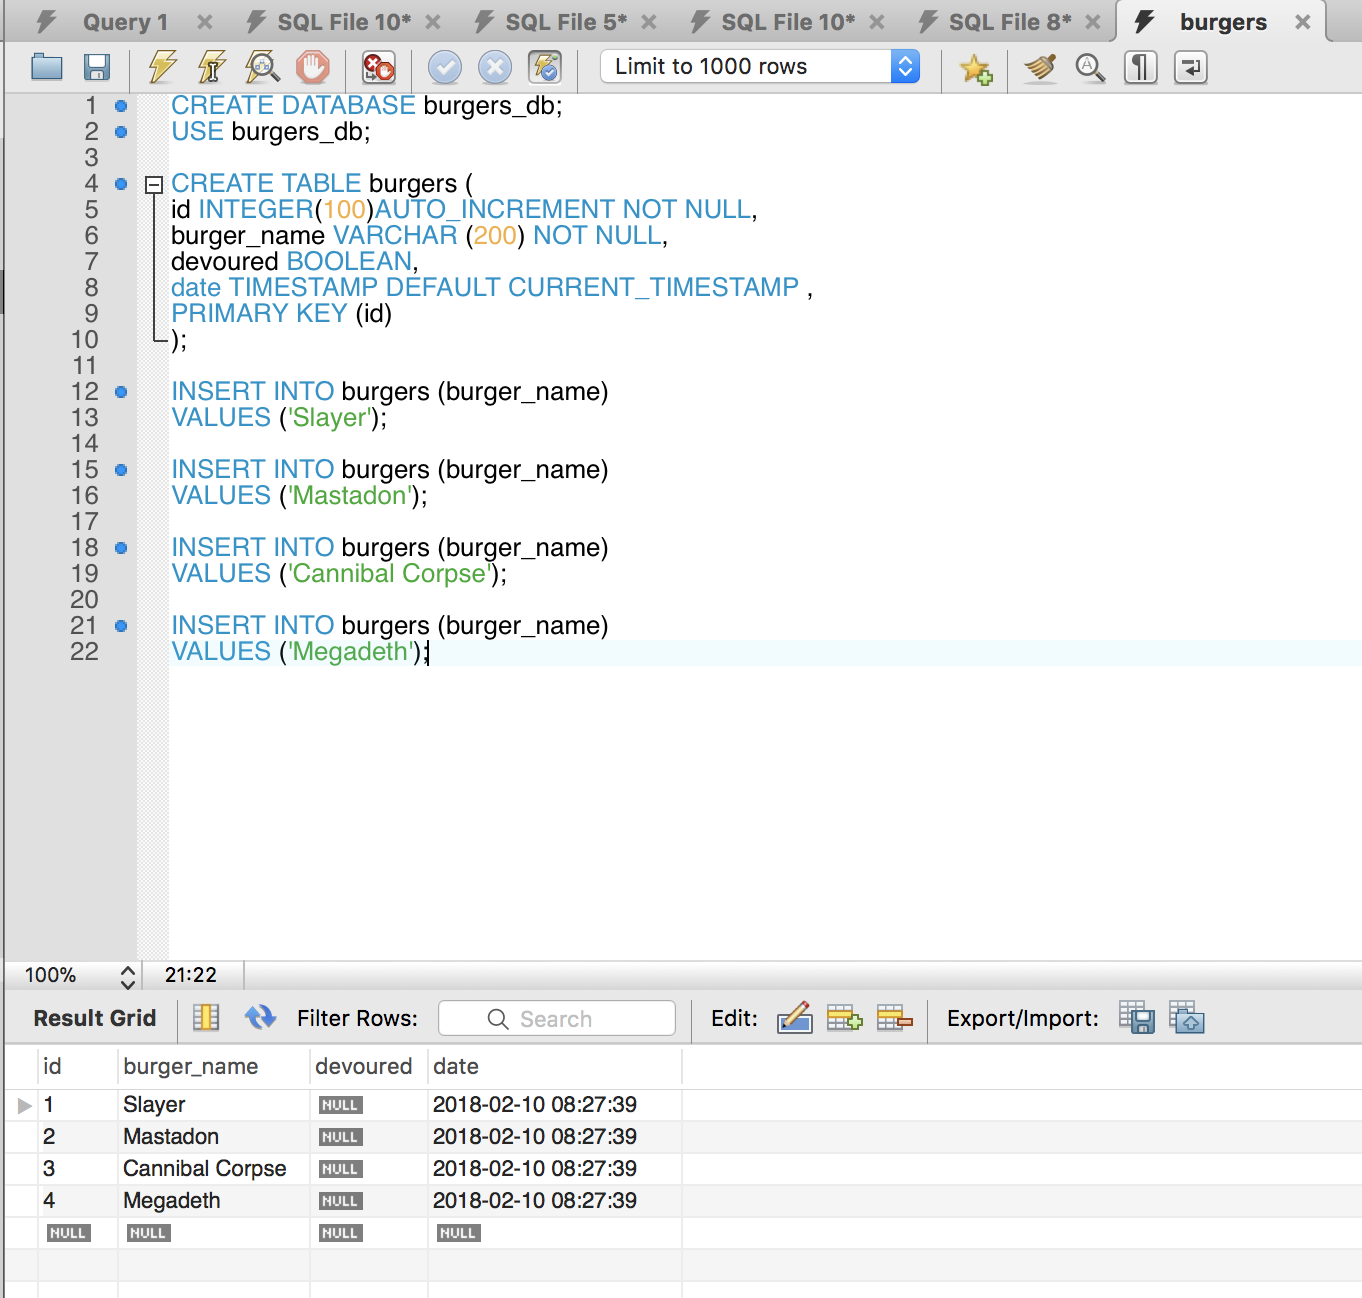 Query 1 SQL File 10* SQL File 5* SQL File 10* SQL File 8* burgers
Limit to 1000 rows
1 CREATE DATABASE burgers_db;
2 USE burgers_db;
3
4 CREATE TABLE burgers (
5 id INTEGER(100)AUTO_INCREMENT NOT NULL,
6 burger_name VARCHAR (200) NOT NULL,
7 devoured BOOLEAN,
8 date TIMESTAMP DEFAULT CURRENT_TIMESTAMP ,
9 PRIMARY KEY (id)
10 );
11
12 INSERT INTO burgers (burger_name)
13 VALUES ('Slayer');
14
15 INSERT INTO burgers (burger_name)
16 VALUES ('Mastadon');
17
18 INSERT INTO burgers (burger_name)
19 VALUES ('Cannibal Corpse');
20
21 INSERT INTO burgers (burger_name)
22 VALUES ('Megadeth');
100% 21:22
Result Grid Filter Rows: Search Edit: Export/Import:
id burger_name devoured date
1 Slayer NULL 2018-02-10 08:27:39
2 Mastadon NULL 2018-02-10 08:27:39
3 Cannibal Corpse NULL 2018-02-10 08:27:39
4 Megadeth NULL 2018-02-10 08:27:39
NULL NULL NULL NULL